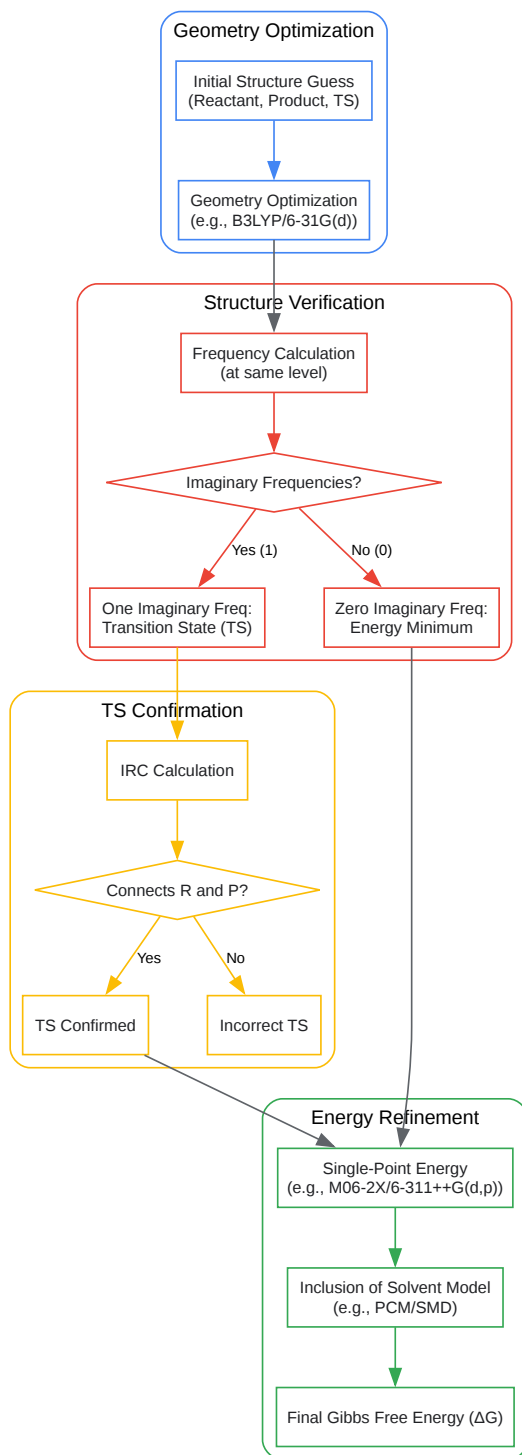 Geometry Optimization
Initial Structure Guess
(Reactant, Product, TS)
Geometry Optimization
(e.g., B3LYP/6-31G(d))
Structure Verification
Frequency Calculation
(at same level)
Imaginary Frequencies?
Yes (1)
No (0)
One Imaginary Freq:
Transition State (TS)
Zero Imaginary Freq:
Energy Minimum
TS Confirmation
IRC Calculation
Connects R and P?
Yes
No
TS Confirmed
Incorrect TS
Energy Refinement
Single-Point Energy
(e.g., M06-2X/6-311++G(d,p))
Inclusion of Solvent Model
(e.g., PCM/SMD)
Final Gibbs Free Energy (ΔG)